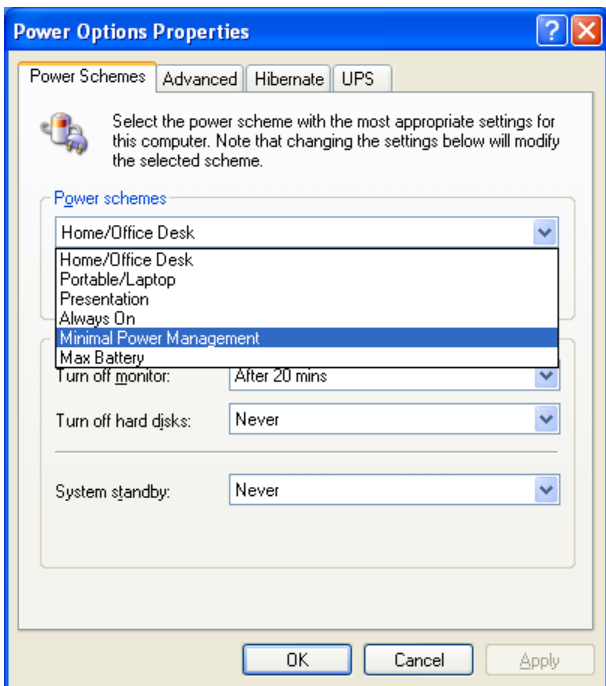 Power Options Properties
Power Schemes Advanced Hibernate UPS
Select the power scheme with the most appropriate settings for
this computer. Note that changing the settings below will modify
the selected scheme.
Power schemes
Home/Office Desk
Home/Office Desk
Portable/Laptop
Presentation
Always On
Minimal Power Management
Max Battery
Turn off monitor: After 20 mins
Turn off hard disks: Never
System standby: Never
OK Cancel Apply